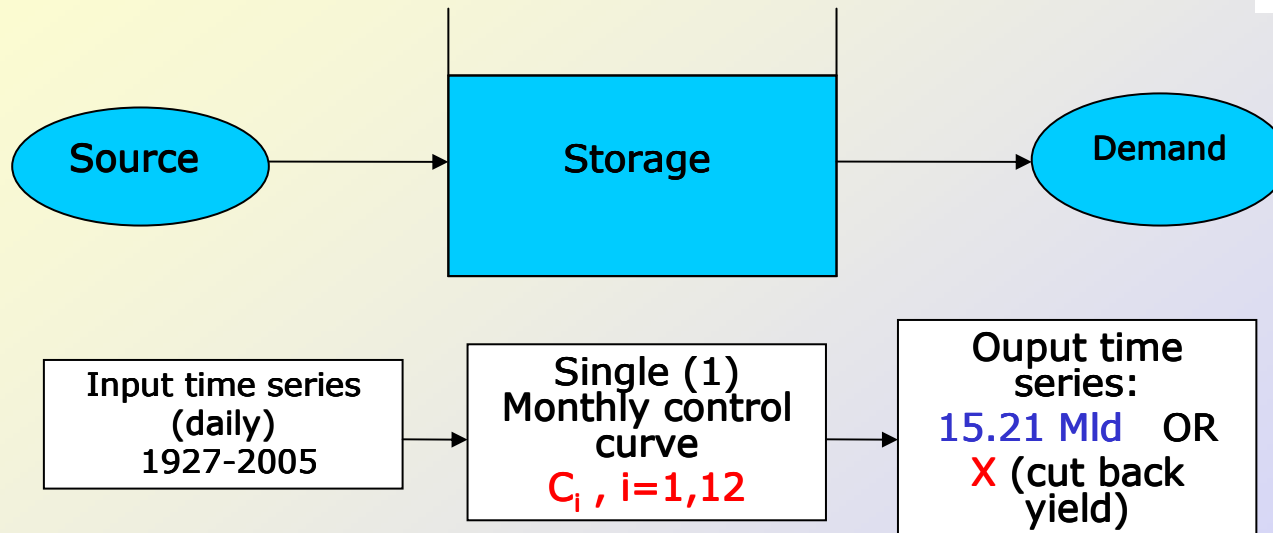 Source
Storage
Demand
Input time series
(daily)
1927-2005
Single (1)
Monthly control
curve
Ci , i=1,12
Ouput time
series:
15.21 Mld OR
X (cut back
yield)